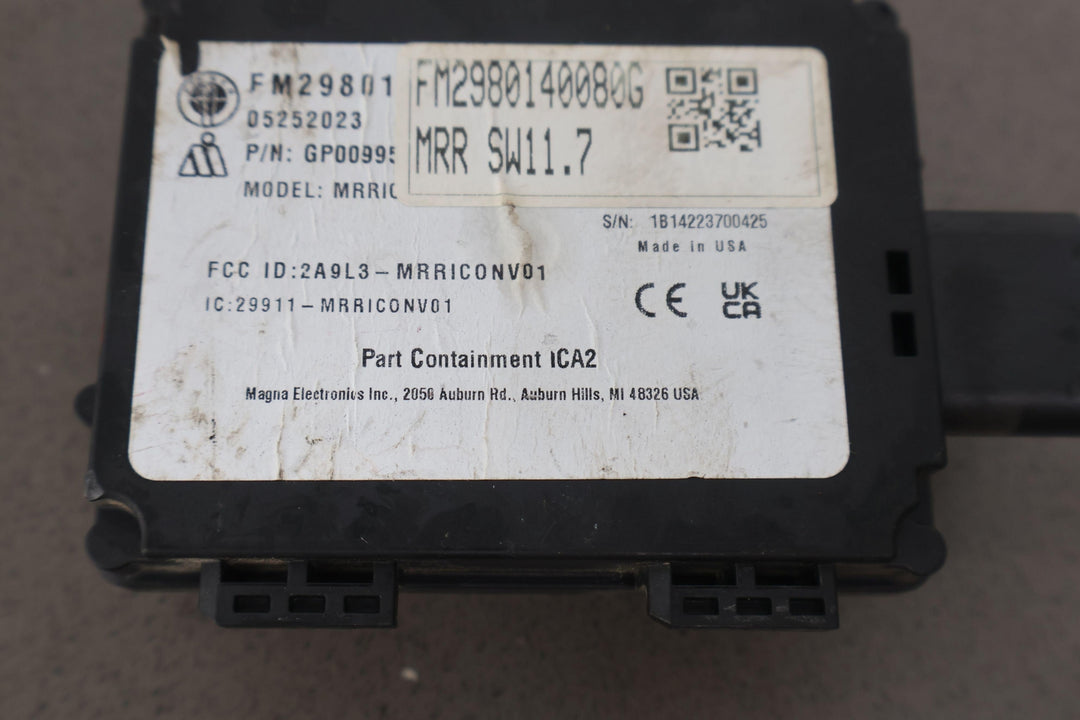 FM29801
05252023
P/N: GP00995
MODEL: MRRIC
FM2980140080G
MRR SW11.7
S/N: 1B14223700425
Made in USA
FCC ID:2A9L3-MRRICONV01
IC:29911-MRRICONV01
CE UK CA
Part Containment ICA2
Magna Electronics Inc., 2050 Auburn Rd., Auburn Hills, MI 48326 USA